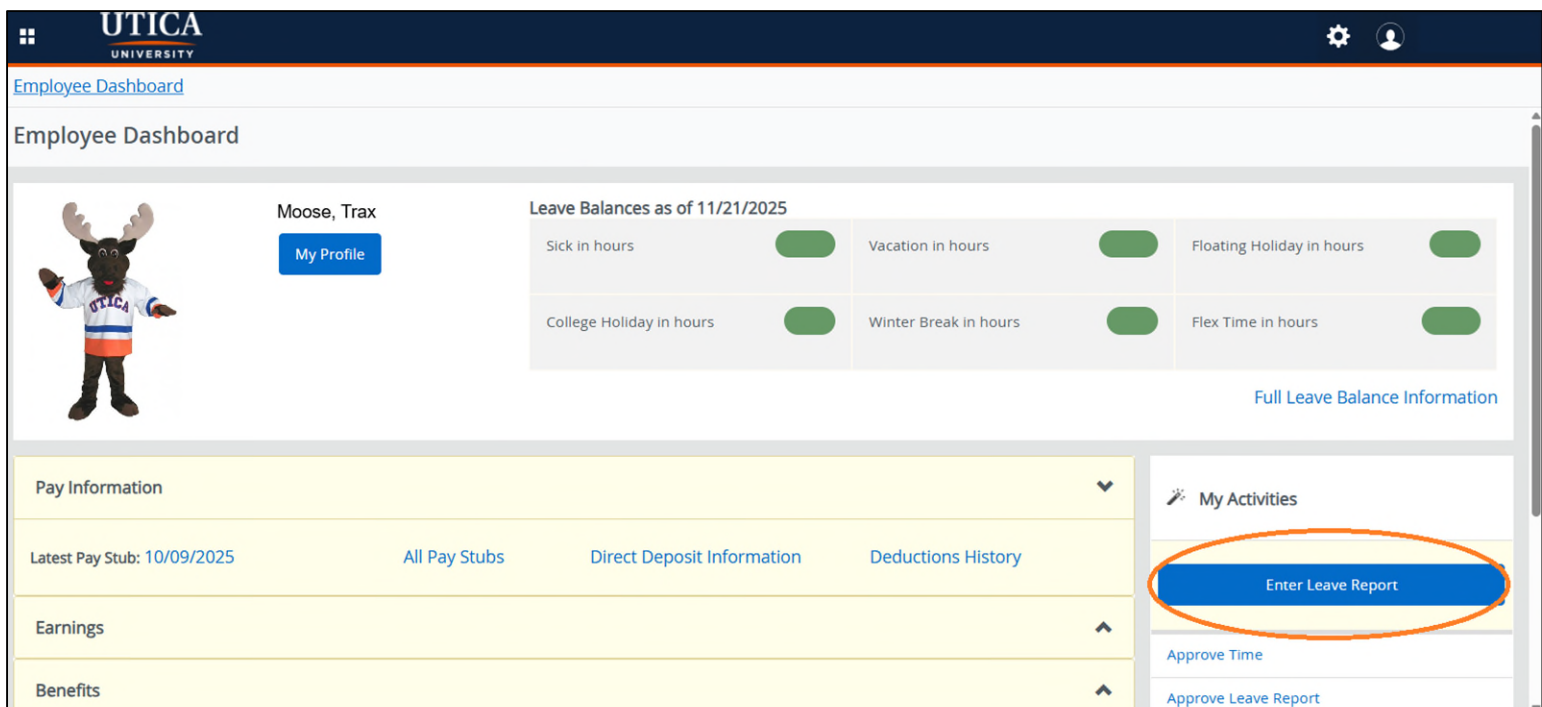 UTICA
UNIVERSITY
Employee Dashboard
Employee Dashboard
Moose, Trax
My Profile
UTICA
Leave Balances as of 11/21/2025
Sick in hours
Vacation in hours
Floating Holiday in hours
College Holiday in hours
Winter Break in hours
Flex Time in hours
Full Leave Balance Information
Pay Information
Latest Pay Stub: 10/09/2025
All Pay Stubs
Direct Deposit Information
Deductions History
Earnings
Benefits
My Activities
Enter Leave Report
Approve Time
Approve Leave Report